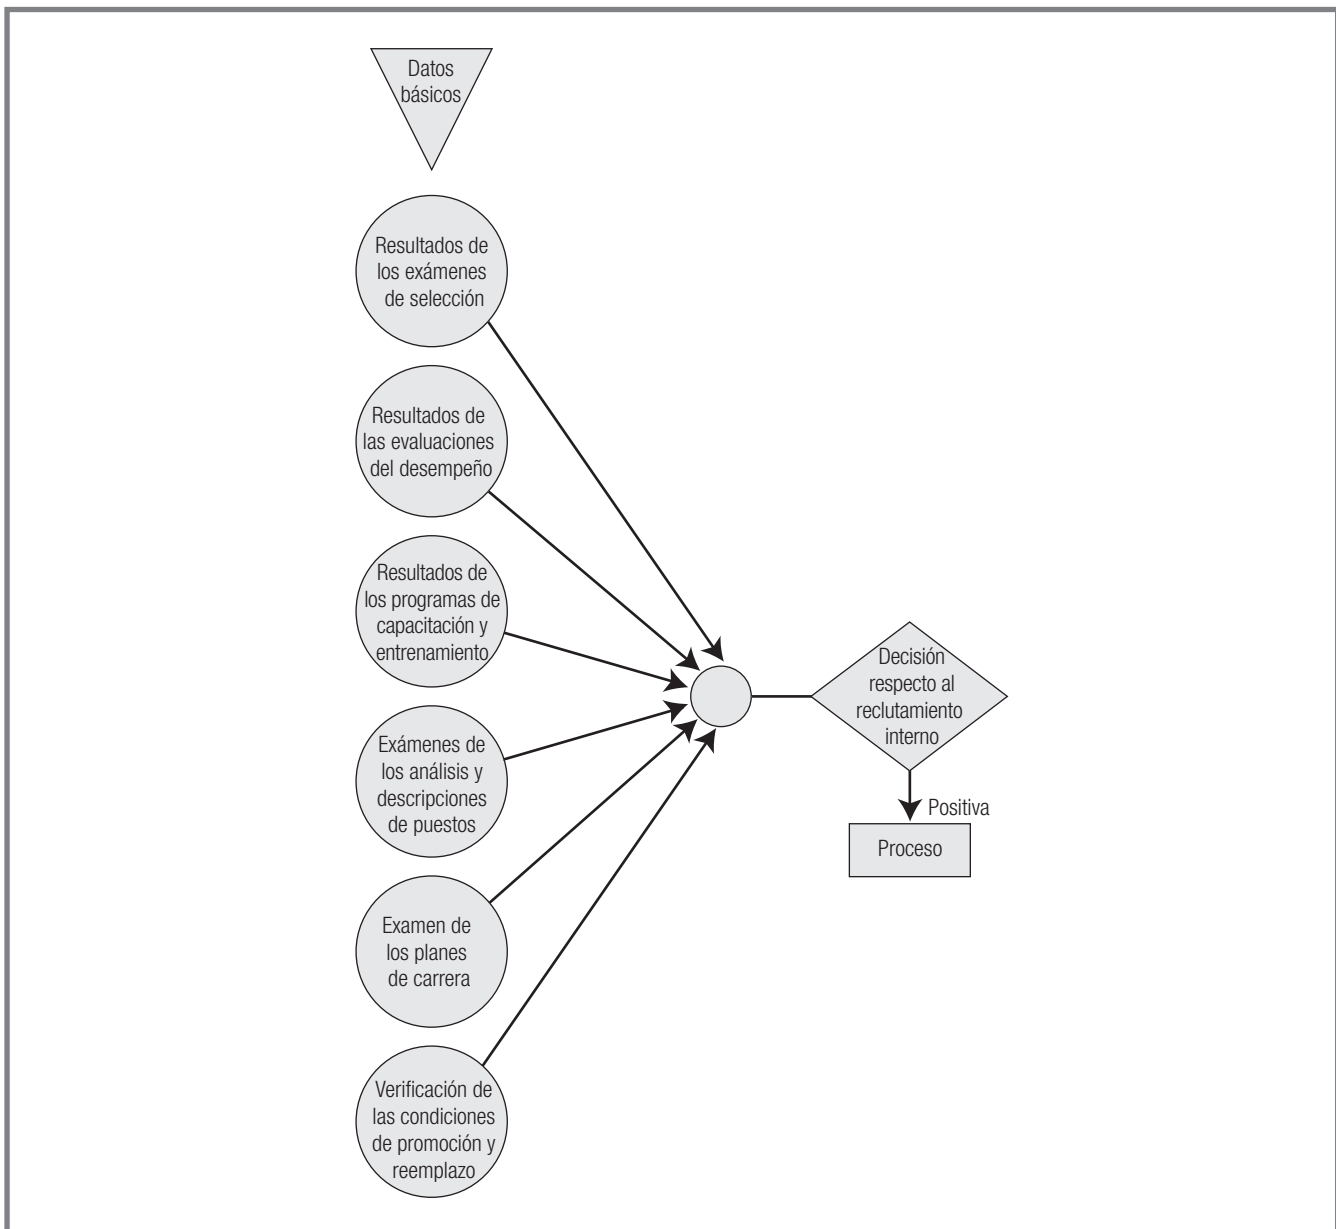 Datos
básicos
Resultados de
los exámenes
de selección
Resultados de
las evaluaciones
del desempeño
Resultados de
los programas de
capacitación y
entrenamiento
Exámenes de
los análisis y
descripciones
de puestos
Examen de
los planes
de carrera
Verificación de
las condiciones
de promoción y
reemplazo
Decisión
respecto al
reclutamiento
interno
Positiva
Proceso